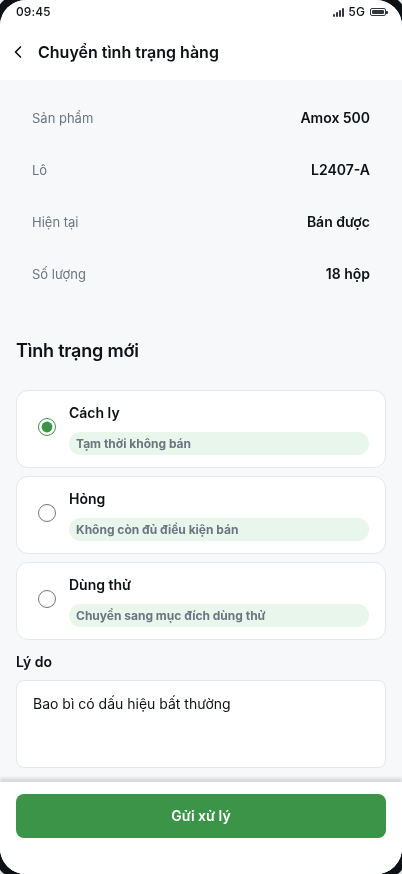 09:45
5G
Chuyển tình trạng hàng
Sản phẩm
Amox 500
Lô
L2407-A
Hiện tại
Bán được
Số lượng
18 hộp
Tình trạng mới
Cách ly
Tạm thời không bán
Hỏng
Không còn đủ điều kiện bán
Dùng thử
Chuyển sang mục đích dùng thử
Lý do
Bao bì có dấu hiệu bất thường
Gửi xử lý